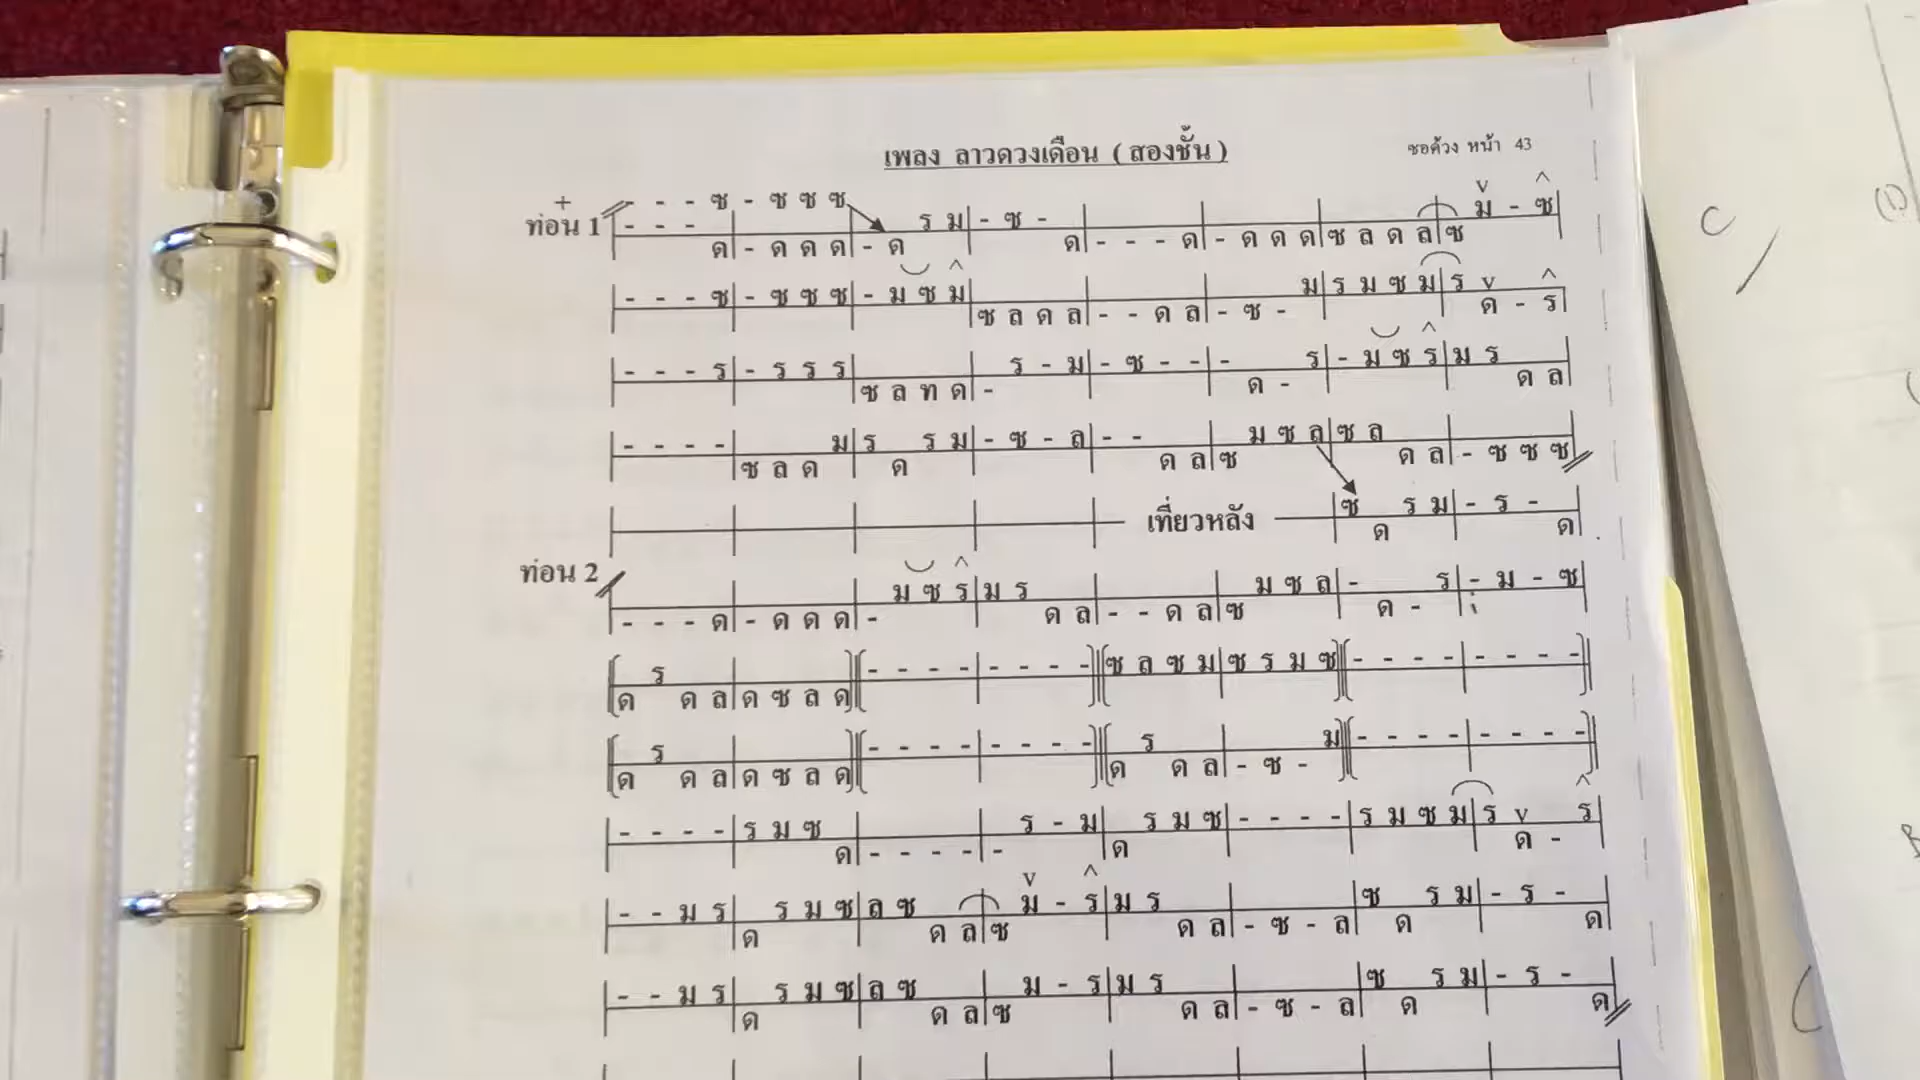 เพลง ลาวดวงเดือน ( สองชั้น )
ซอด้วง หน้า 43
+ - - - ซ - ซ ซ ซ v ^
ท่อน 1 - - - | ร ม | - ซ - | ม - ซ
ด | - ด ด ด | - ด ด | - - - ด | - ด ด ด | ซ ล ด ล | ซ
^ ^
- - - ซ | - ซ ซ ซ | - ม ซ ม | ม | ร ม ซ ม | ร v
ซ ล ด ล | - - ด ล | - ซ - ด - ร
^
- - - ร | - ร ร ร | ร - ม | - ซ - - | - ร | - ม ซ ร | ม ร
ซ ล ท ด | - ด - ด ล
- - - - | ม | ร ร ม | - ซ - ล | - - | ม ซ ล | ซ ล
ซ ล ด ด ด ล | ซ ด ล | - ซ ซ ซ
เที่ยวหลัง ซ ร ม | - ร -
ด ด
ท่อน 2 ^
ม ซ ร | ม ร | ม ซ ล | - ร | - ม - ซ
- - - ด | - ด ด ด | - ด ล | - - ด ล | ซ ด -
ร - - - - | - - - - ซ ล ซ ม | ซ ร ม ซ - - - - | - - - -
ด ด ล | ด ซ ล ด
ร - - - - | - - - - ร ม - - - - | - - - -
ด ด ล | ด ซ ล ด ด ด ล | - ซ -
^
- - - - | ร ม ซ | ร - ม | ร ม ซ | - - - - | ร ม ซ ม | ร v ร
ด | - - - - | - ด ด -
v ^
- - ม ร | ร ม ซ | ล ซ | ม - ร | ม ร | ซ ร ม | - ร -
ด ด ล | ซ ด ล | - ซ - ล | ด ด
- - ม ร | ร ม ซ | ล ซ | ม - ร | ม ร | ซ ร ม | - ร -
ด ด ล | ซ ด ล | - ซ - ล | ด ด